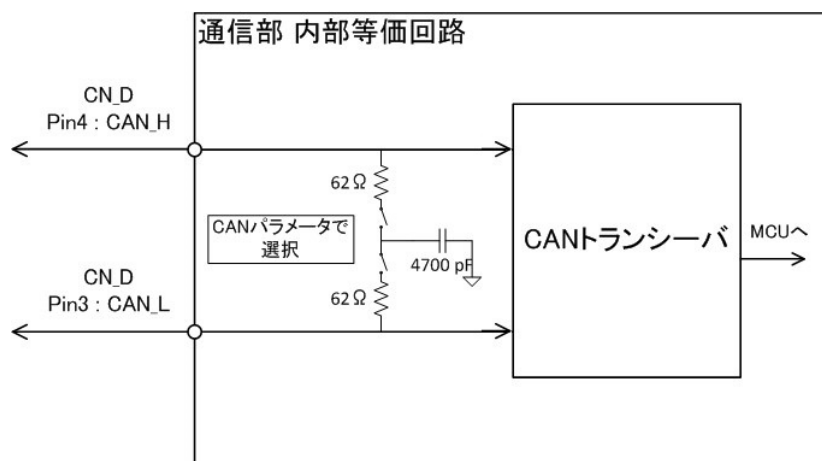 通信部 内部等価回路
CN_D
Pin4 : CAN_H
62Ω
CANパラメータで
選択
4700 pF
CANトランシーバ
MCUへ
CN_D
Pin3 : CAN_L
62Ω